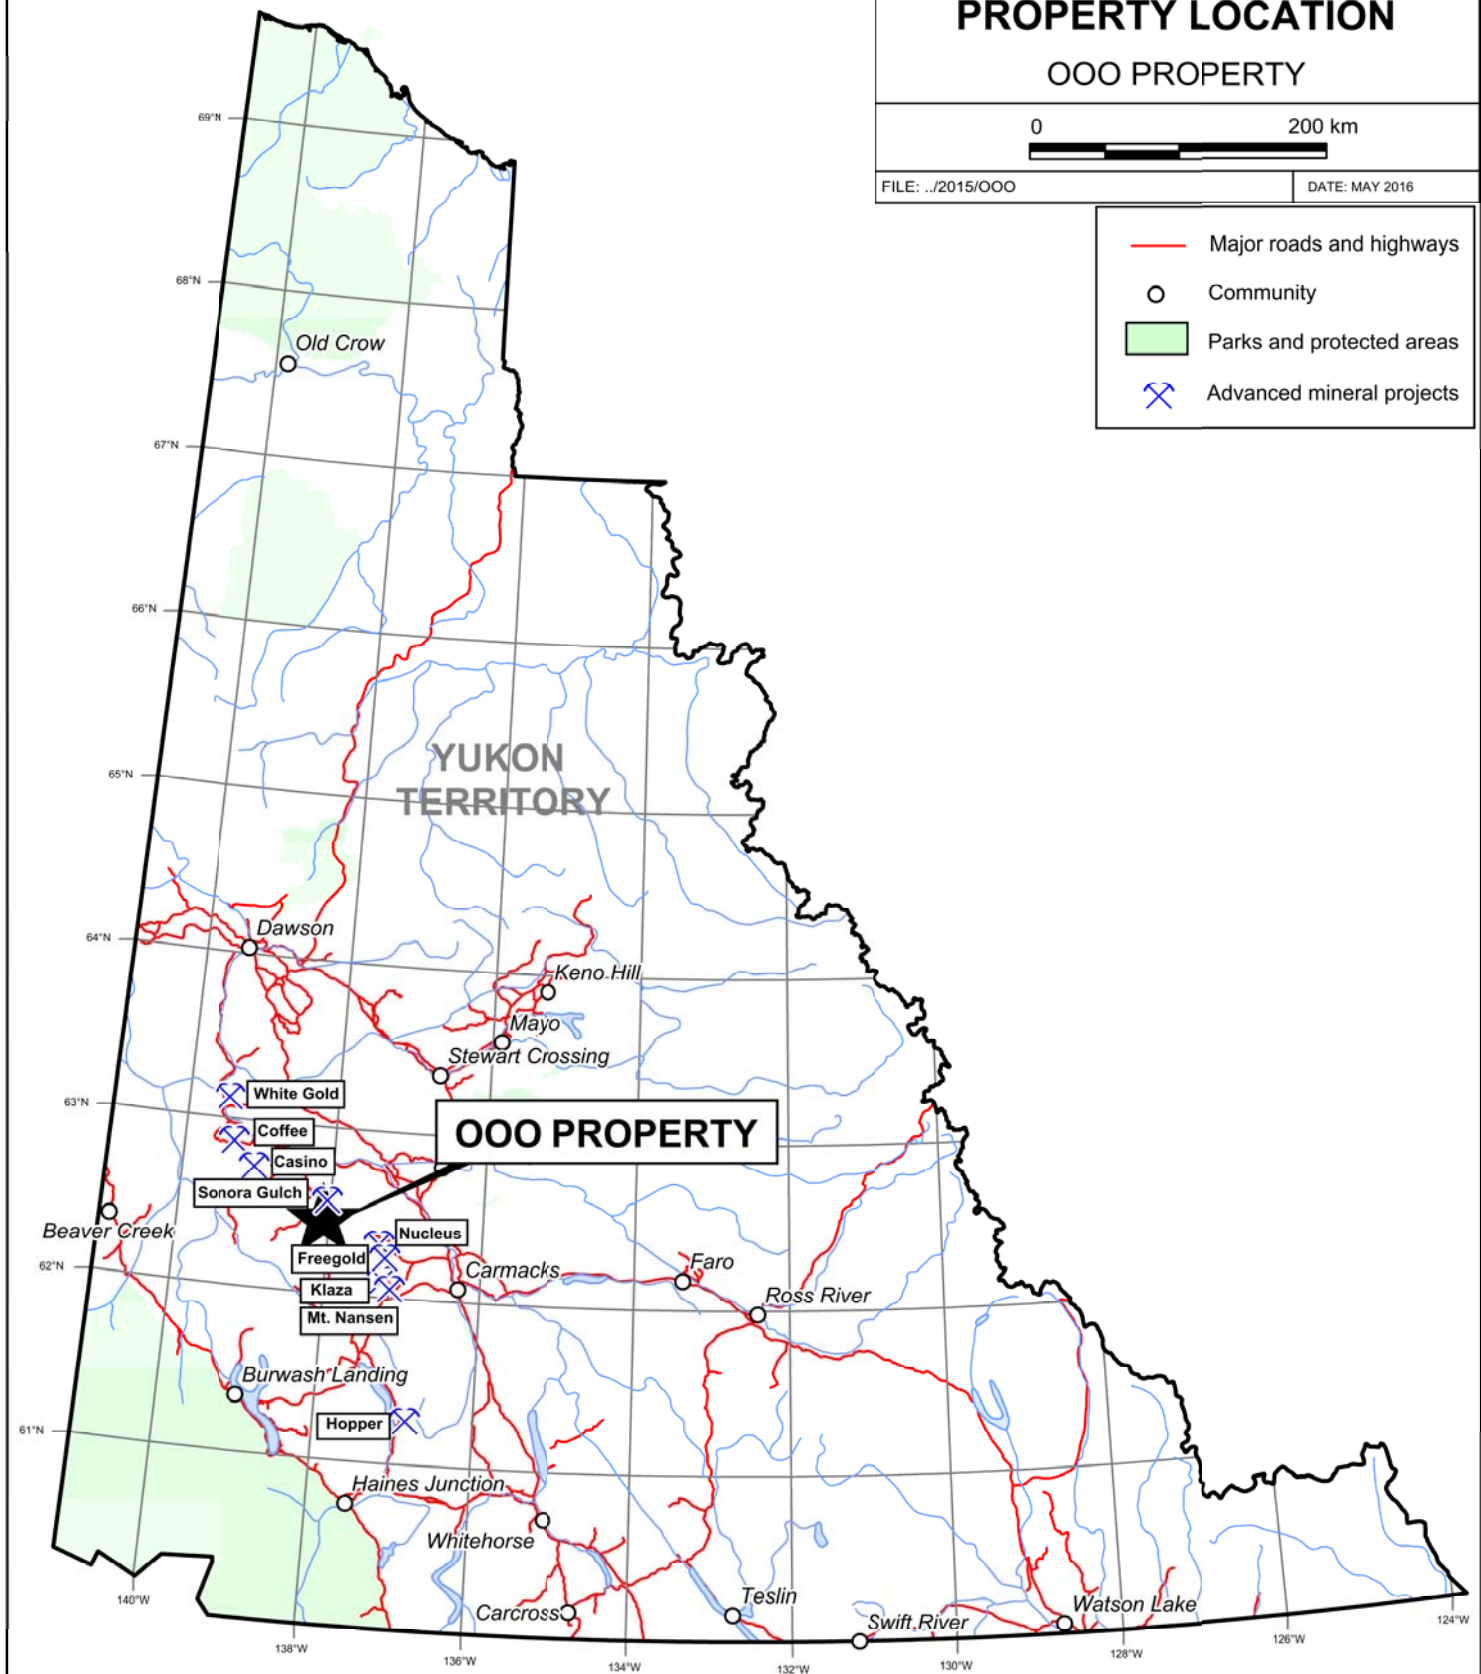 PROPERTY LOCATION
OOO PROPERTY
0 200 km
FILE: ../2015/OOO
DATE: MAY 2016
Major roads and highways
Community
Parks and protected areas
Advanced mineral projects
69°N
68°N
Old Crow
67°N
66°N
65°N
YUKON
TERRITORY
64°N
Dawson
Keno Hill
Mayo
Stewart Crossing
63°N
White Gold
Coffee
OOO PROPERTY
Casino
Sonora Gulch
Beaver Creek
Nucleus
62°N
Freegold
Carmacks
Faro
Klaza
Ross River
Mt. Nansen
Burwash Landing
61°N
Hopper
Haines Junction
Whitehorse
Carcross
Teslin
Swift River
Watson Lake
140°W
138°W
136°W
134°W
132°W
130°W
128°W
126°W
124°W